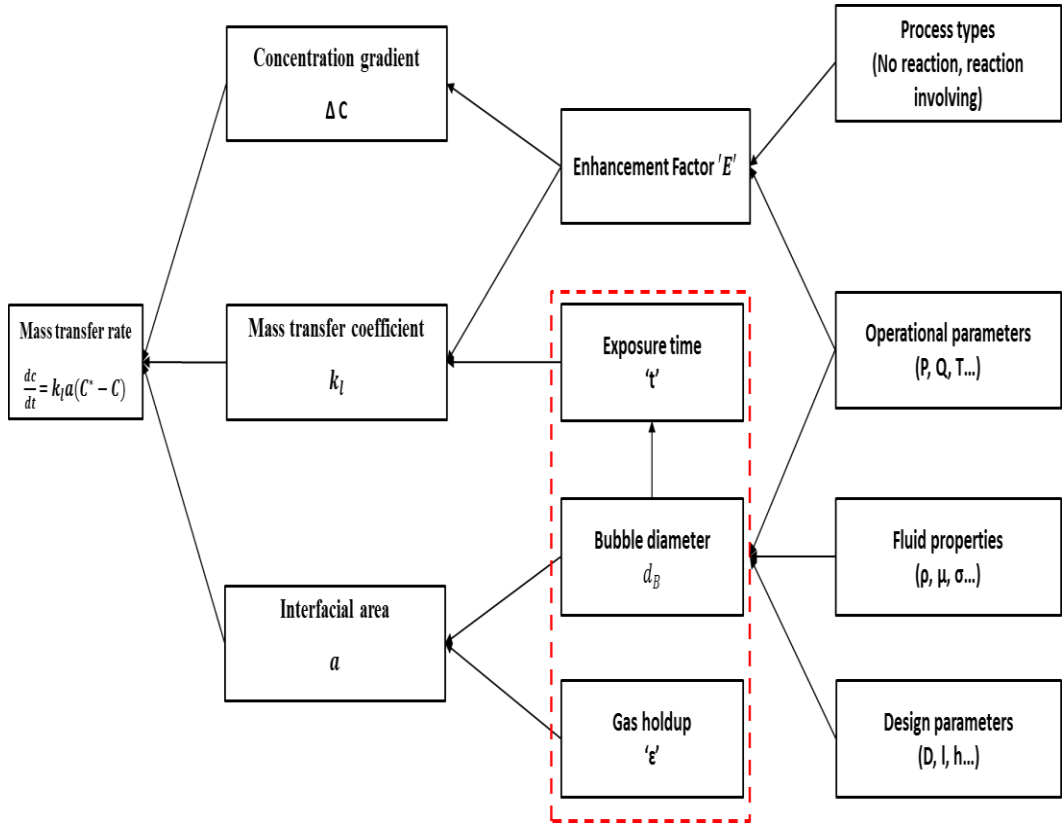 Concentration gradient
Δ C
Process types
(No reaction, reaction
involving)
Enhancement Factor 'E'
Mass transfer rate
dc/dt = k_l a(C* − C)
Mass transfer coefficient
k_l
Exposure time
‘t’
Operational parameters
(P, Q, T...)
Bubble diameter
d_B
Fluid properties
(ρ, μ, σ...)
Interfacial area
a
Gas holdup
‘ε’
Design parameters
(D, l, h...)